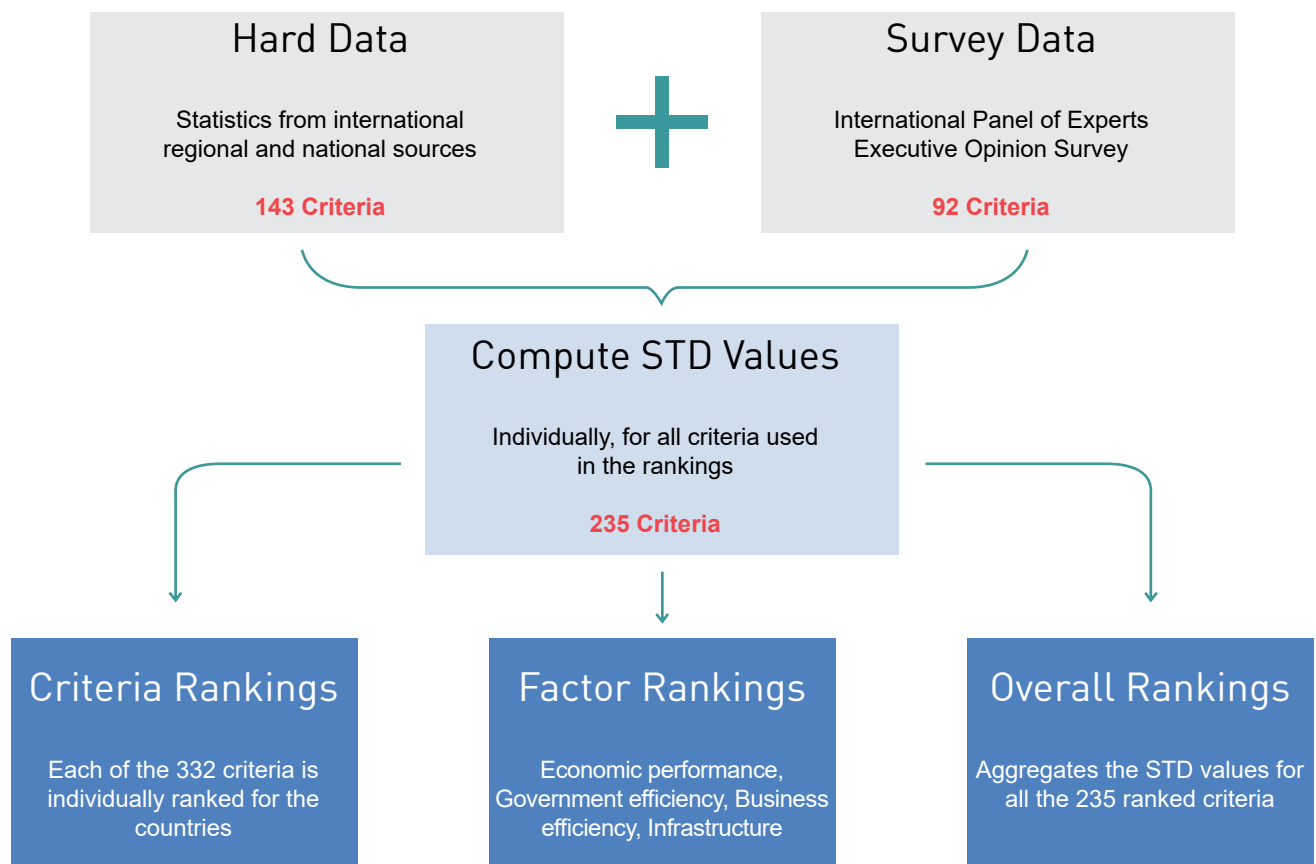 Hard Data
Statistics from international
regional and national sources
143 Criteria
Survey Data
International Panel of Experts
Executive Opinion Survey
92 Criteria
Compute STD Values
Individually, for all criteria used
in the rankings
235 Criteria
Criteria Rankings
Each of the 332 criteria is
individually ranked for the
countries
Factor Rankings
Economic performance,
Government efficiency, Business
efficiency, Infrastructure
Overall Rankings
Aggregates the STD values for
all the 235 ranked criteria